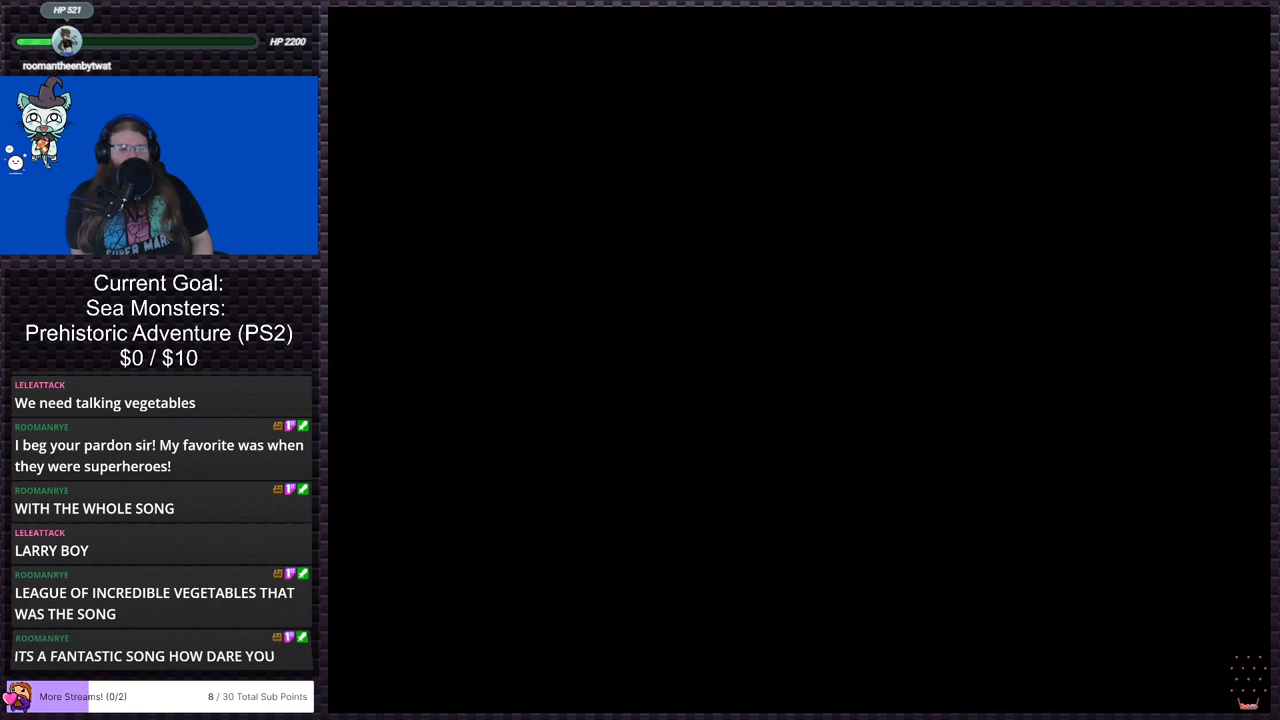 HP 521
HP 2200
roomantheenbytwat
SUPER MAR
Current Goal:
Sea Monsters:
Prehistoric Adventure (PS2)
$0 / $10
LELEATTACK
We need talking vegetables
ROOMANRYE
I beg your pardon sir! My favorite was when
they were superheroes!
ROOMANRYE
WITH THE WHOLE SONG
LELEATTACK
LARRY BOY
ROOMANRYE
LEAGUE OF INCREDIBLE VEGETABLES THAT
WAS THE SONG
ROOMANRYE
ITS A FANTASTIC SONG HOW DARE YOU
More Streams! (0/2)
8 / 30 Total Sub Points